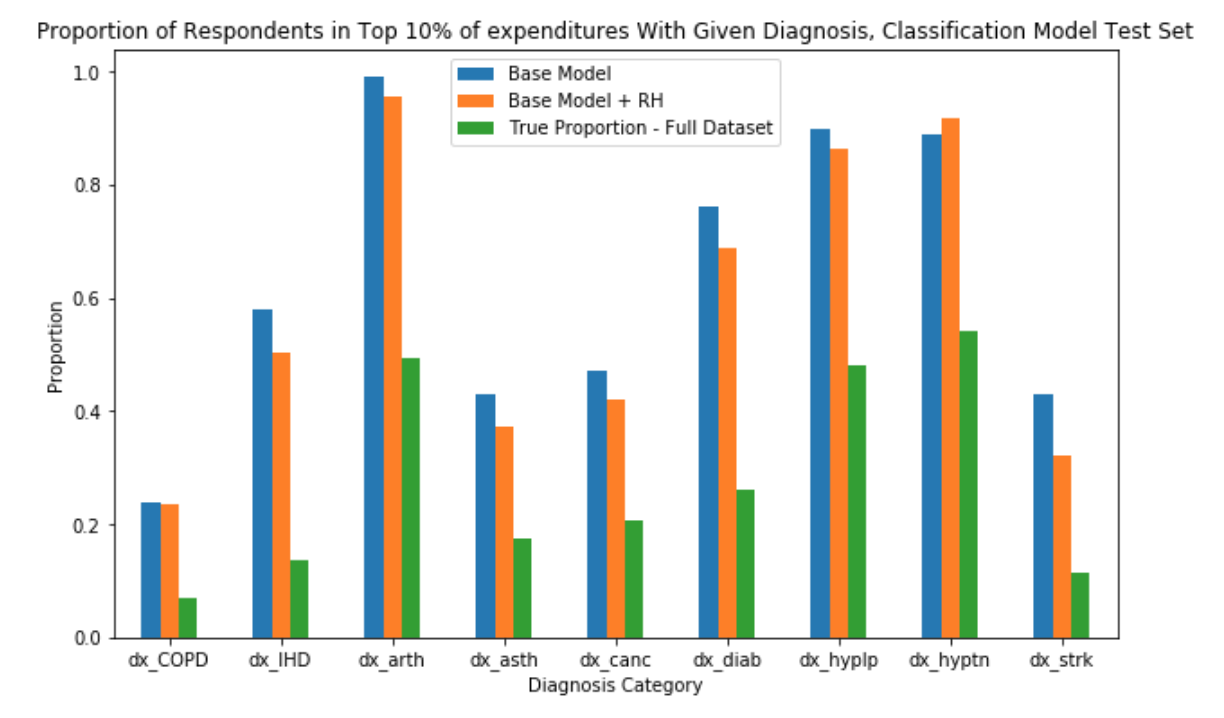 Proportion of Respondents in Top 10% of expenditures With Given Diagnosis, Classification Model Test Set
Base Model
Base Model + RH
True Proportion - Full Dataset
1.0
0.8
0.6
0.4
0.2
0.0
Proportion
dx_COPD dx_IHD dx_arth dx_asth dx_canc dx_diab dx_hyplp dx_hyptn dx_strk
Diagnosis Category